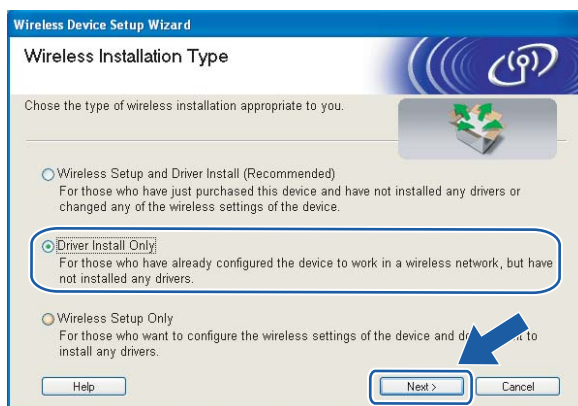 Wireless Device Setup Wizard
Wireless Installation Type
Chose the type of wireless installation appropriate to you.
Wireless Setup and Driver Install (Recommended)
For those who have just purchased this device and have not installed any drivers or
changed any of the wireless settings of the device.
Driver Install Only
For those who have already configured the device to work in a wireless network, but have
not installed any drivers.
Wireless Setup Only
For those who want to configure the wireless settings of the device and to
install any drivers.
Help
Next >
Cancel